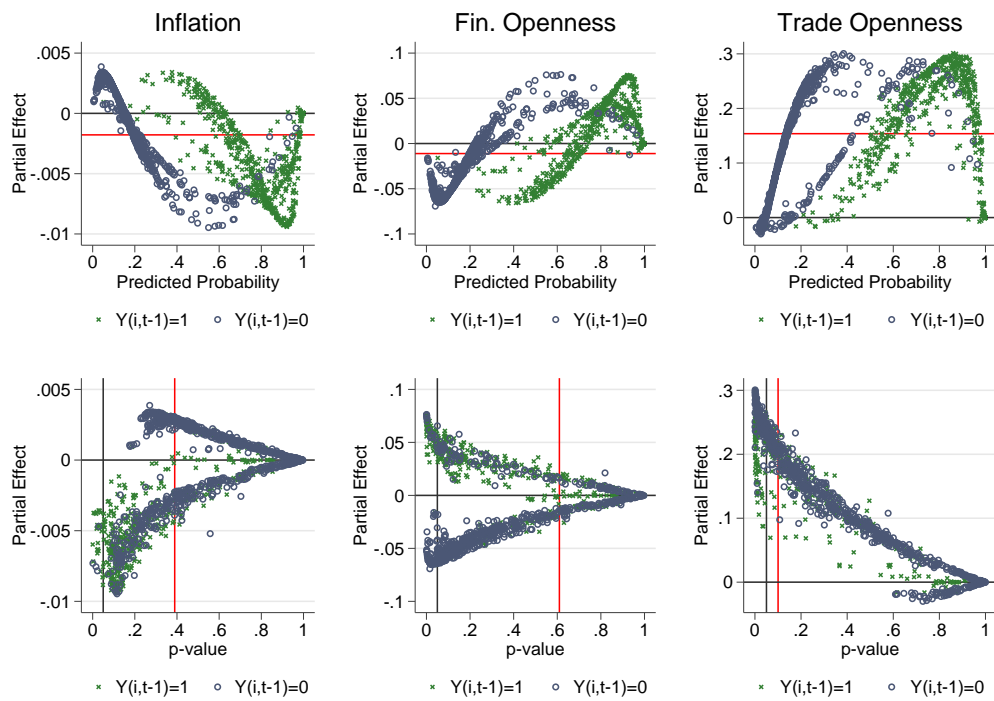 Inflation
Fin. Openness
Trade Openness
Partial Effect
.005
0
-.005
-.01
0 .2 .4 .6 .8 1
Predicted Probability
× Y(i,t-1)=1 ○ Y(i,t-1)=0
Partial Effect
.1
.05
0
-.05
-.1
0 .2 .4 .6 .8 1
Predicted Probability
× Y(i,t-1)=1 ○ Y(i,t-1)=0
Partial Effect
.3
.2
.1
0
0 .2 .4 .6 .8 1
Predicted Probability
× Y(i,t-1)=1 ○ Y(i,t-1)=0
Partial Effect
.005
0
-.005
-.01
0 .2 .4 .6 .8 1
p-value
× Y(i,t-1)=1 ○ Y(i,t-1)=0
Partial Effect
.1
.05
0
-.05
-.1
0 .2 .4 .6 .8 1
p-value
× Y(i,t-1)=1 ○ Y(i,t-1)=0
Partial Effect
.3
.2
.1
0
0 .2 .4 .6 .8 1
p-value
× Y(i,t-1)=1 ○ Y(i,t-1)=0